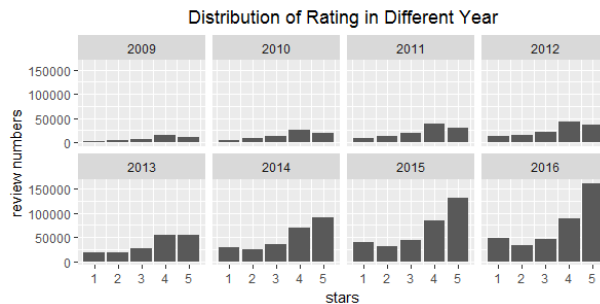 Distribution of Rating in Different Year
2009 2010 2011 2012
150000
100000
50000
0
2013 2014 2015 2016
150000
100000
50000
0
review numbers
1 2 3 4 5 1 2 3 4 5 1 2 3 4 5 1 2 3 4 5
stars